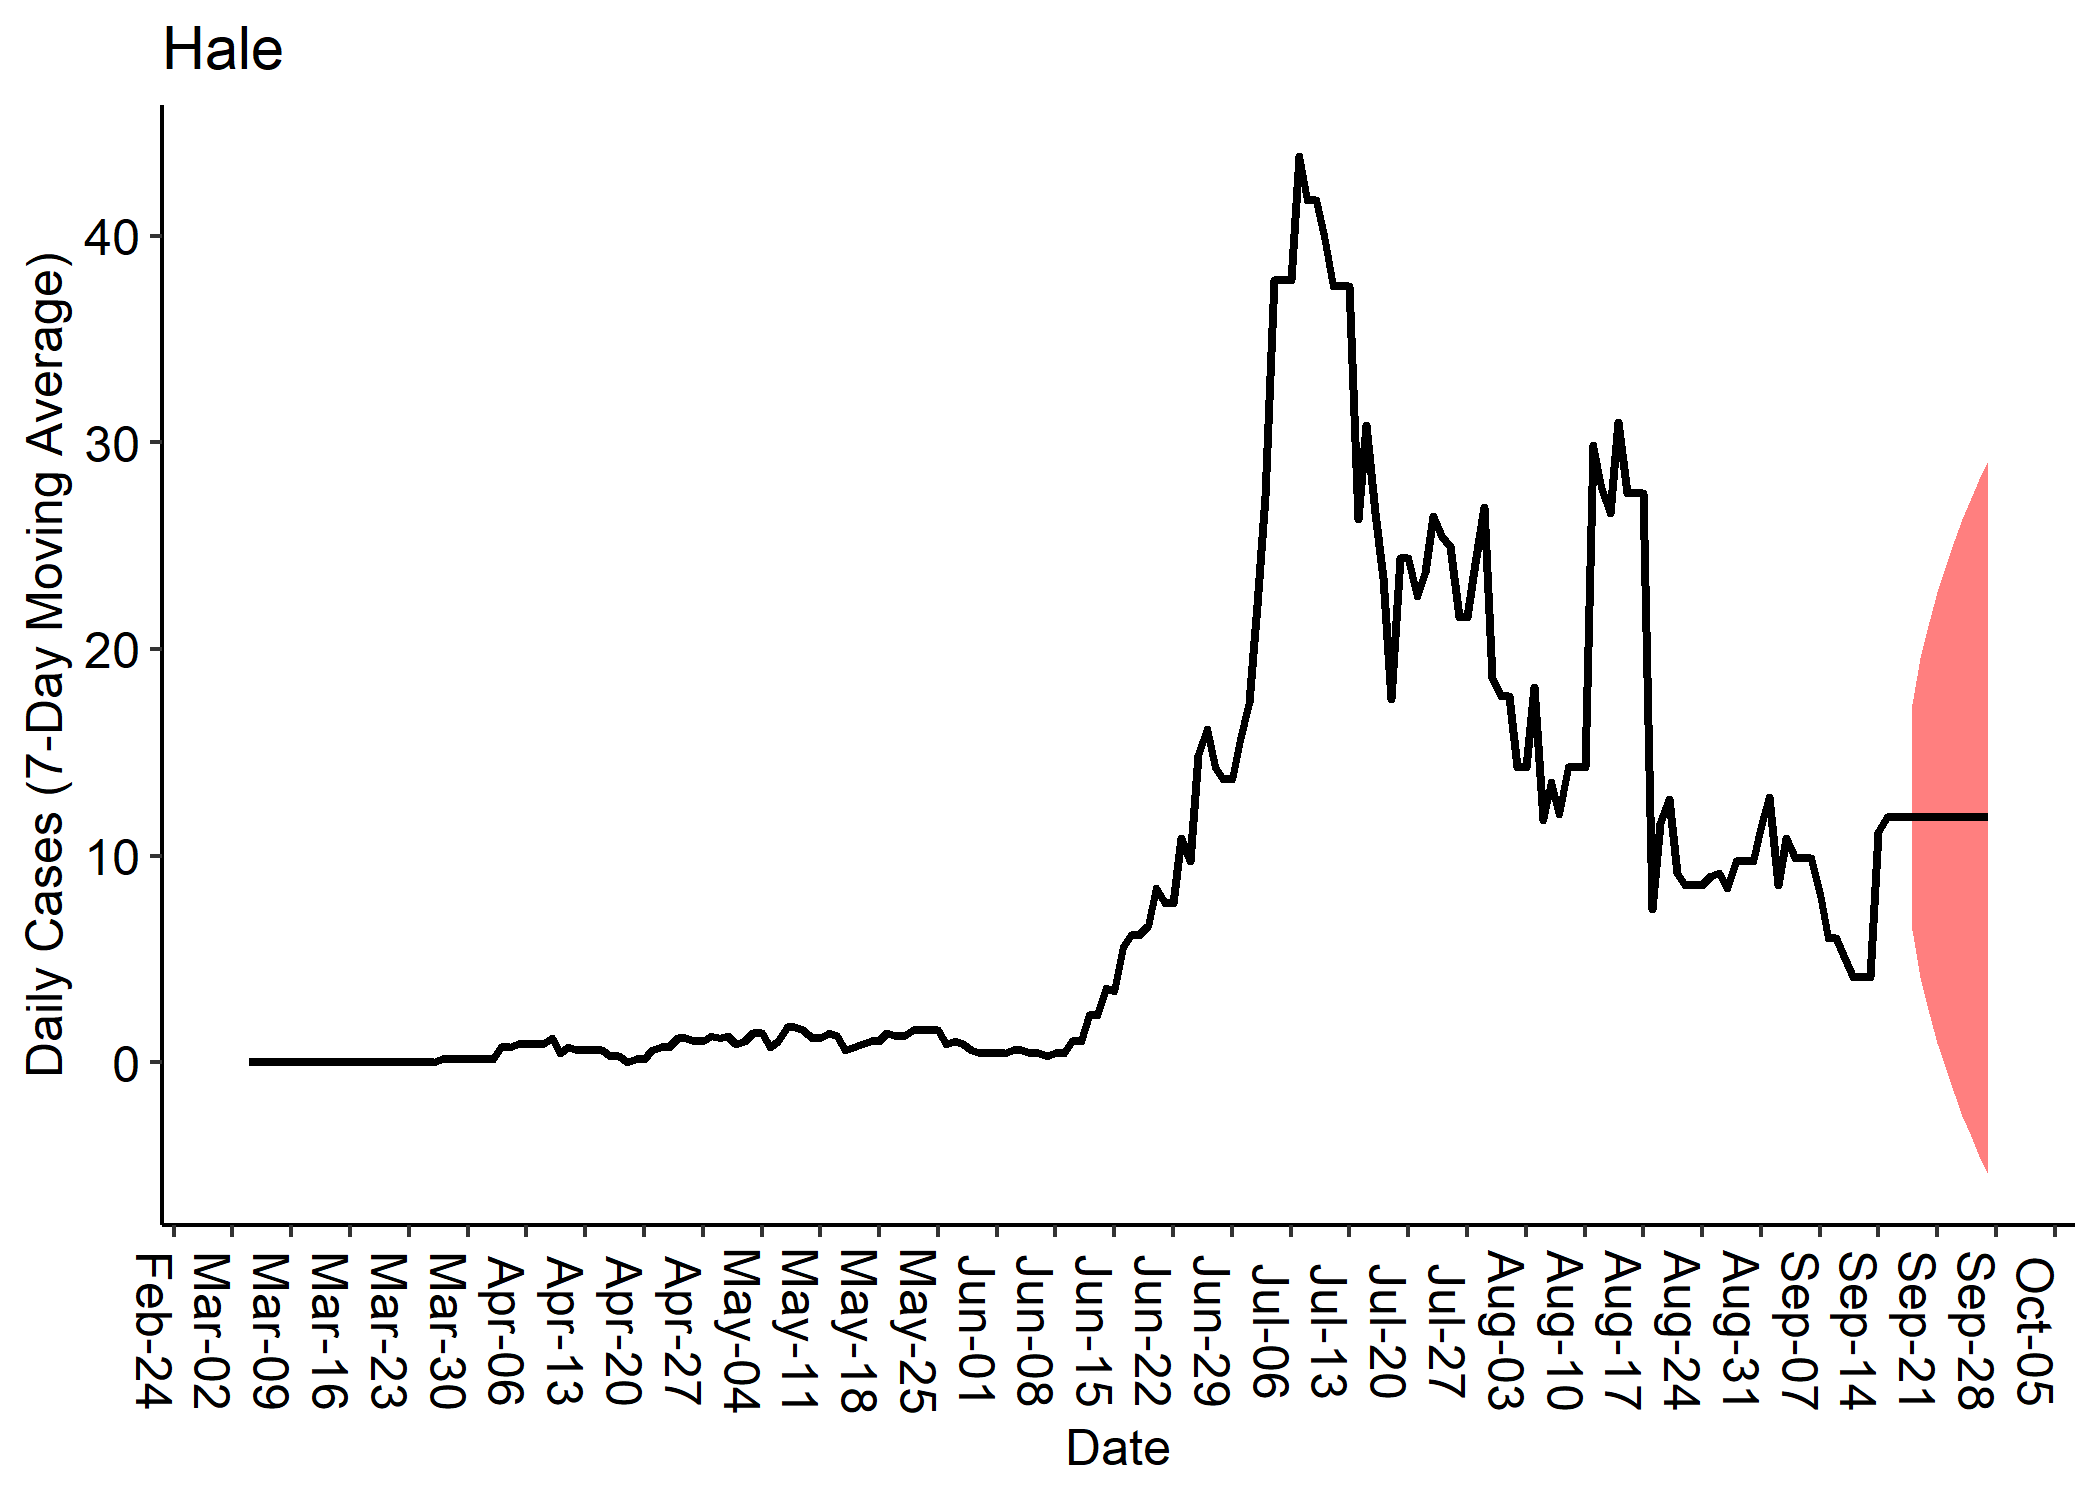 Hale
Daily Cases (7-Day Moving Average)
40
30
20
10
0
Feb-24
Mar-02
Mar-09
Mar-16
Mar-23
Mar-30
Apr-06
Apr-13
Apr-20
Apr-27
May-04
May-11
May-18
May-25
Jun-01
Jun-08
Jun-15
Jun-22
Jun-29
Jul-06
Jul-13
Jul-20
Jul-27
Aug-03
Aug-10
Aug-17
Aug-24
Aug-31
Sep-07
Sep-14
Sep-21
Sep-28
Oct-05
Date